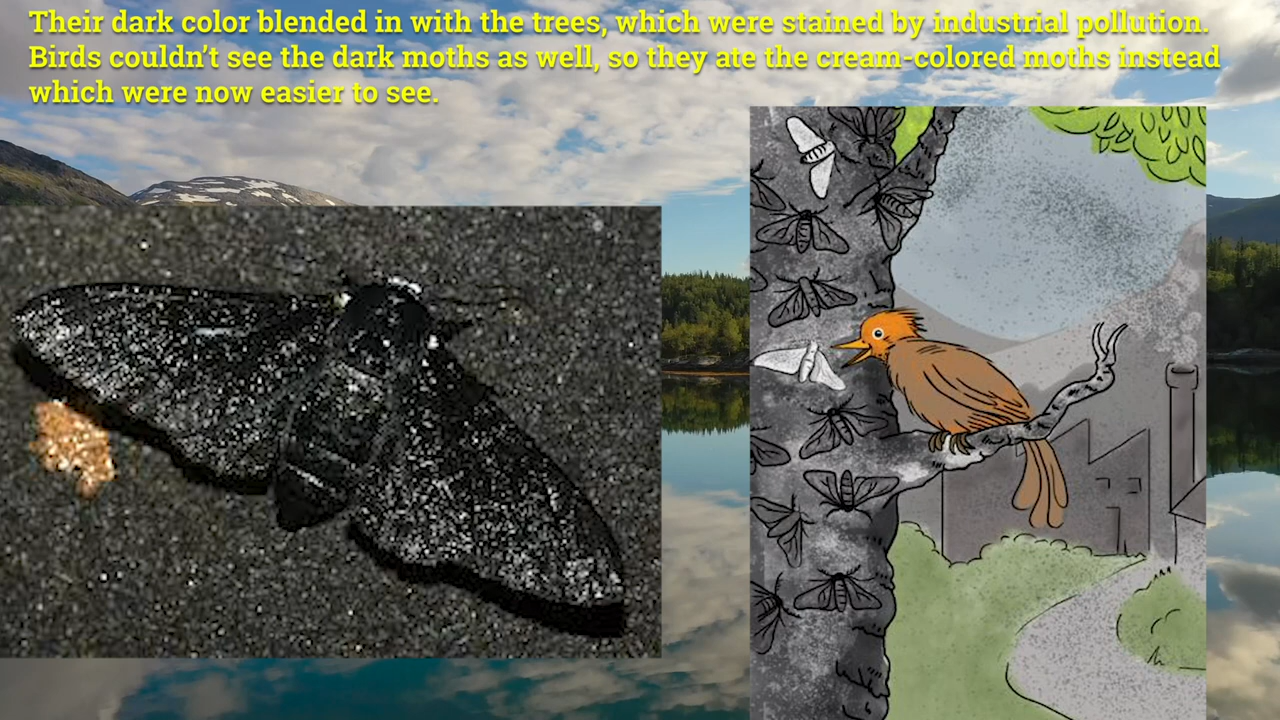 Their dark color blended in with the trees, which were stained by industrial pollution.
Birds couldn’t see the dark moths as well, so they ate the cream-colored moths instead
which were now easier to see.